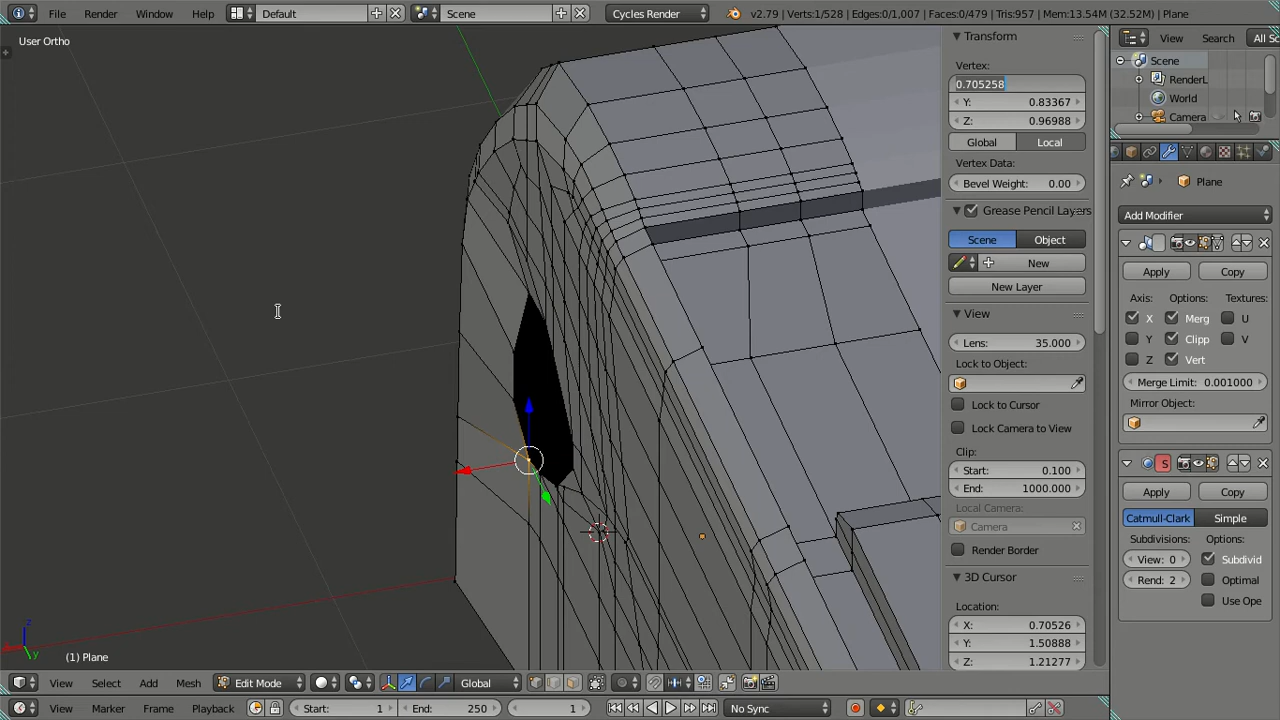 File Render Window Help Default Scene Cycles Render v2.79 | Verts:1/528 | Edges:0/1,007 | Faces:0/479 | Tris:957 | Mem:13.54M (32.52M) | Plane
User Ortho
Transform
Vertex:
0.705258
Y: 0.83367
Z: 0.96988
Global Local
Vertex Data:
Bevel Weight: 0.00
Grease Pencil Layers
Scene Object
New
New Layer
View
Lens: 35.000
Lock to Object:
Lock to Cursor
Lock Camera to View
Clip:
Start: 0.100
End: 1000.000
Local Camera:
Camera
Render Border
3D Cursor
Location:
X: 0.70526
Y: 1.50888
Z: 1.21277
View Search All Sc
Scene
RenderL
World
Camera
Plane
Add Modifier
Apply Copy
Axis: Options: Textures:
X Merg U
Y Clipp V
Z Vert
Merge Limit: 0.001000
Mirror Object:
S
Apply Copy
Catmull-Clark Simple
Subdivisions: Options:
View: 0 Subdivid
Rend: 2 Optimal
Use Ope
z
y
(1) Plane
View Select Add Mesh Edit Mode Global
View Marker Frame Playback Start: 1 End: 250 1 No Sync